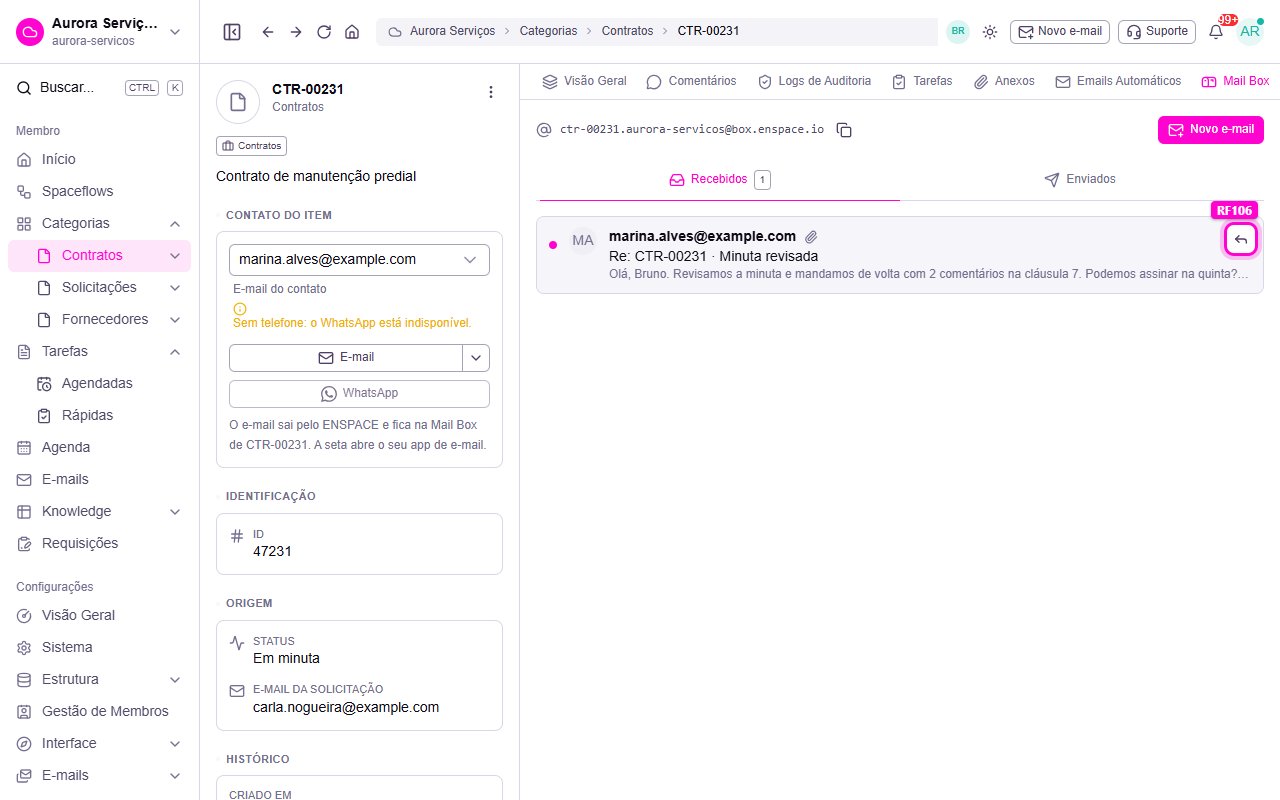 Aurora Serviç...
aurora-servicos
Buscar...
CTRL
K
Membro
Início
Spaceflows
Categorias
Contratos
Solicitações
Fornecedores
Tarefas
Agendadas
Rápidas
Agenda
E-mails
Knowledge
Requisições
Configurações
Visão Geral
Sistema
Estrutura
Gestão de Membros
Interface
E-mails
Aurora Serviços
Categorias
Contratos
CTR-00231
BR
Novo e-mail
Suporte
99+
AR
CTR-00231
Contratos
Contratos
Contrato de manutenção predial
CONTATO DO ITEM
marina.alves@example.com
E-mail do contato
Sem telefone: o WhatsApp está indisponível.
E-mail
WhatsApp
O e-mail sai pelo ENSPACE e fica na Mail Box
de CTR-00231. A seta abre o seu app de e-mail.
IDENTIFICAÇÃO
ID
47231
ORIGEM
STATUS
Em minuta
E-MAIL DA SOLICITAÇÃO
carla.nogueira@example.com
HISTÓRICO
CRIADO EM
Visão Geral
Comentários
Logs de Auditoria
Tarefas
Anexos
Emails Automáticos
Mail Box
ctr-00231.aurora-servicos@box.enspace.io
Novo e-mail
Recebidos 1
Enviados
RF106
MA
marina.alves@example.com
Re: CTR-00231 · Minuta revisada
Olá, Bruno. Revisamos a minuta e mandamos de volta com 2 comentários na cláusula 7. Podemos assinar na quinta?...